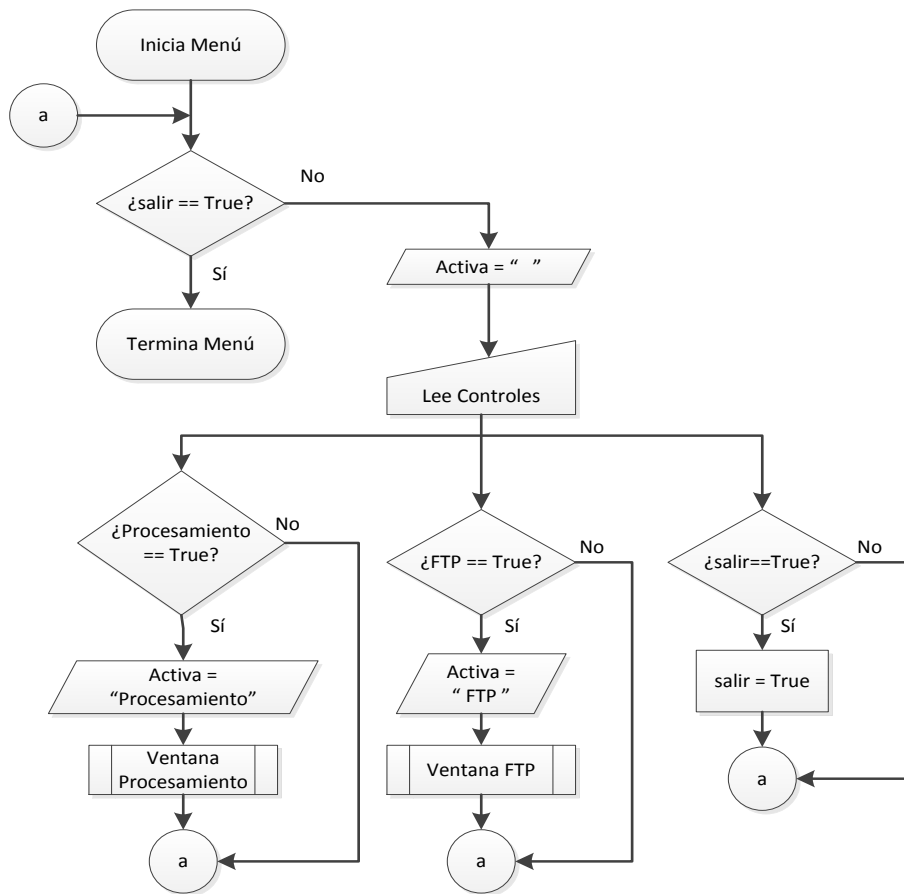 Inicia Menú
a
¿salir == True?
No
Sí
Activa = “ ”
Termina Menú
Lee Controles
¿Procesamiento
== True?
No
Sí
Activa =
“Procesamiento”
Ventana
Procesamiento
a
¿FTP == True?
No
Sí
Activa =
“ FTP ”
Ventana FTP
a
¿salir==True?
No
Sí
salir = True
a